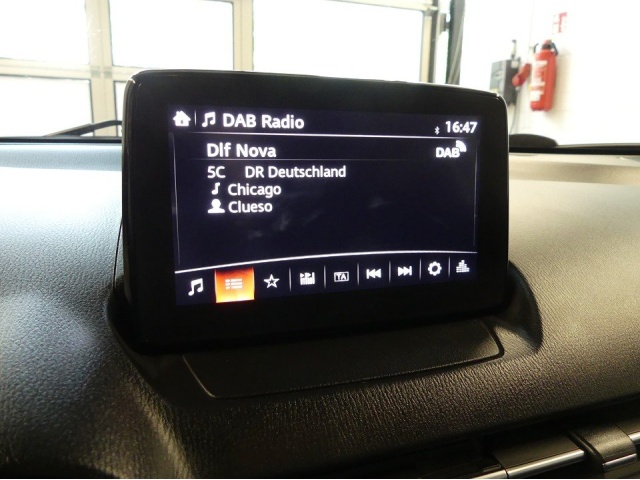 DAB Radio
16:47
Dlf Nova
DAB
5C DR Deutschland
Chicago
Clueso
TA